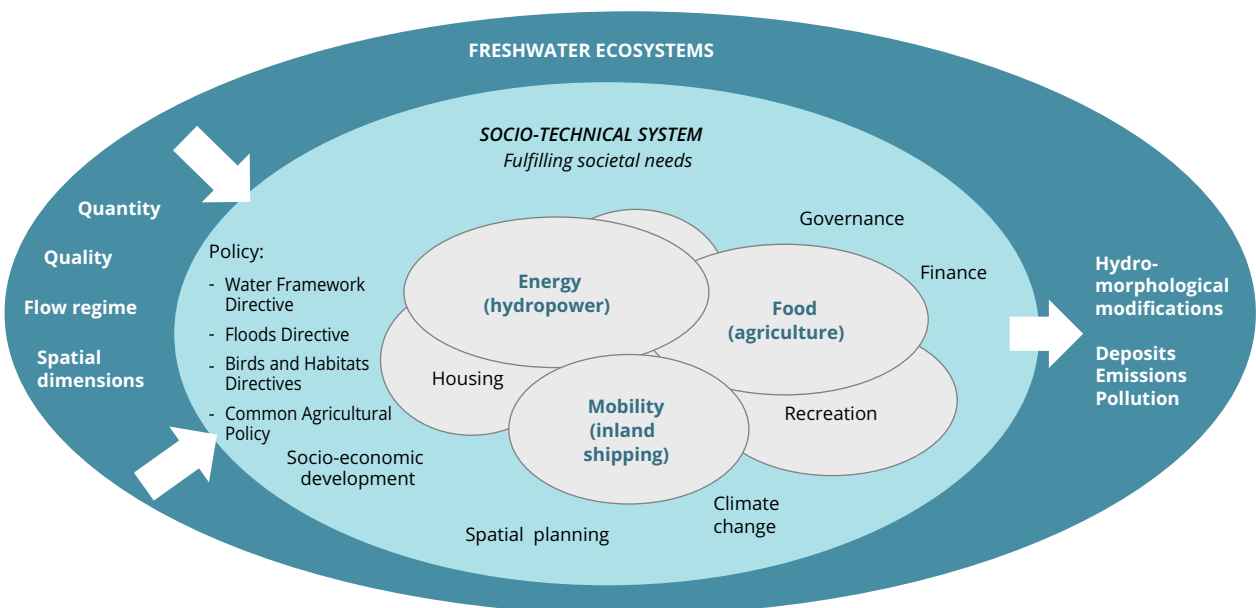 FRESHWATER ECOSYSTEMS
SOCIO-TECHNICAL SYSTEM
Fulfilling societal needs
Quantity
Quality
Flow regime
Spatial
dimensions
Policy:
- Water Framework
Directive
- Floods Directive
- Birds and Habitats
Directives
- Common Agricultural
Policy
Socio-economic
development
Spatial planning
Climate
change
Governance
Finance
Energy
(hydropower)
Food
(agriculture)
Housing
Mobility
(inland
shipping)
Recreation
Hydro-
morphological
modifications
Deposits
Emissions
Pollution